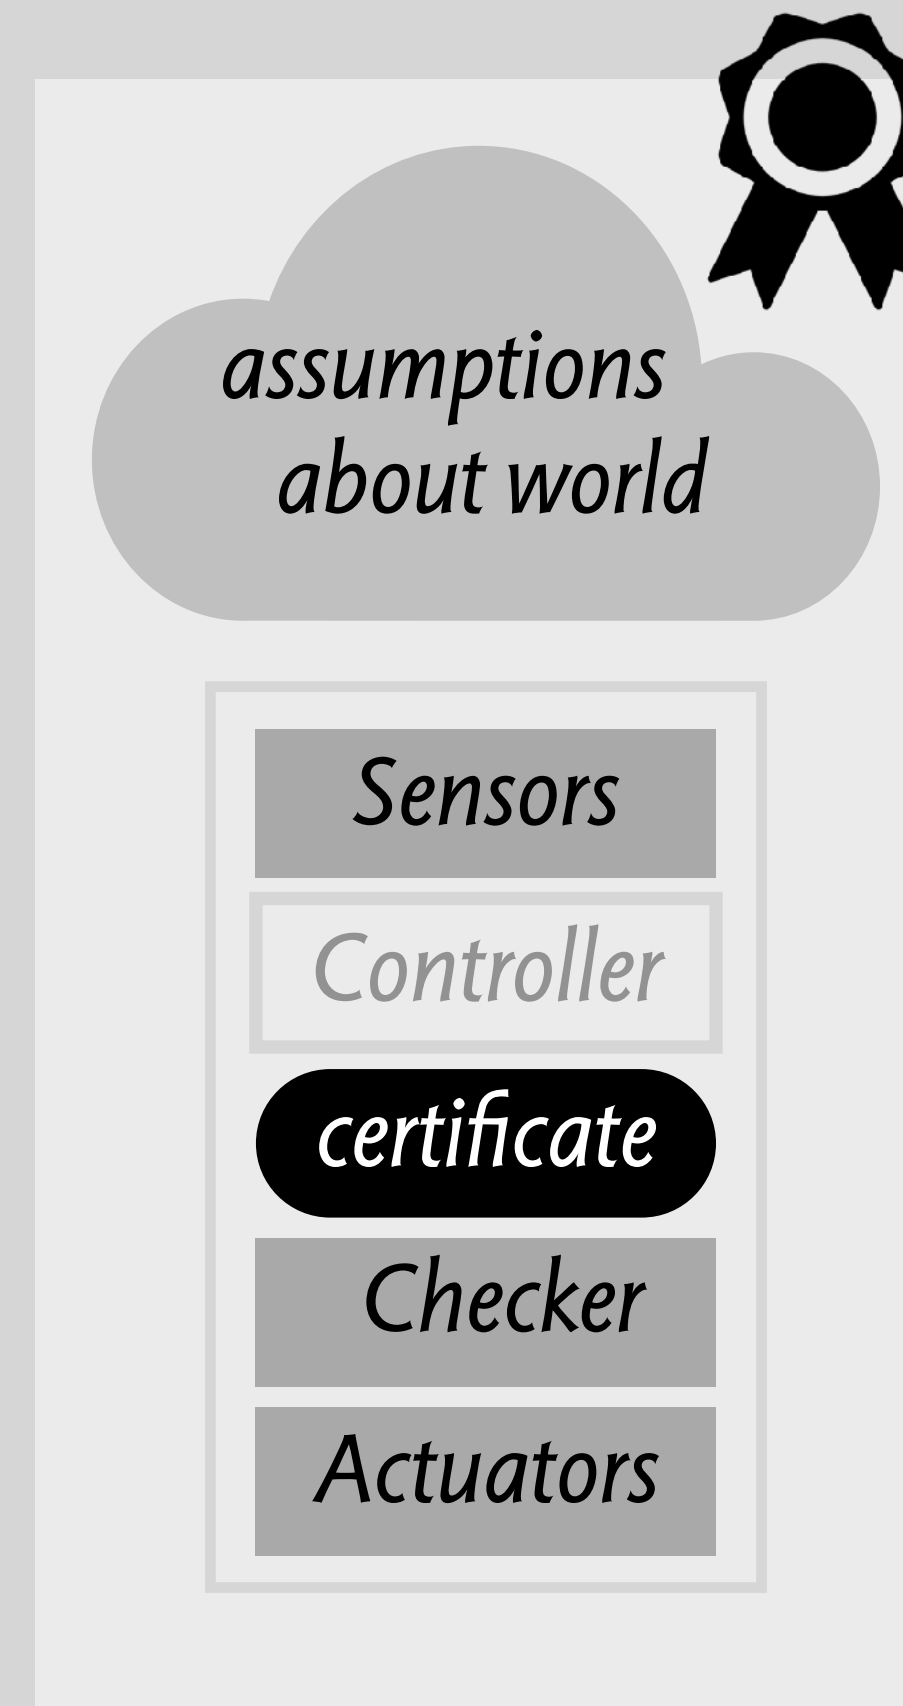 assumptions
about world
Sensors
Controller
certificate
Checker
Actuators